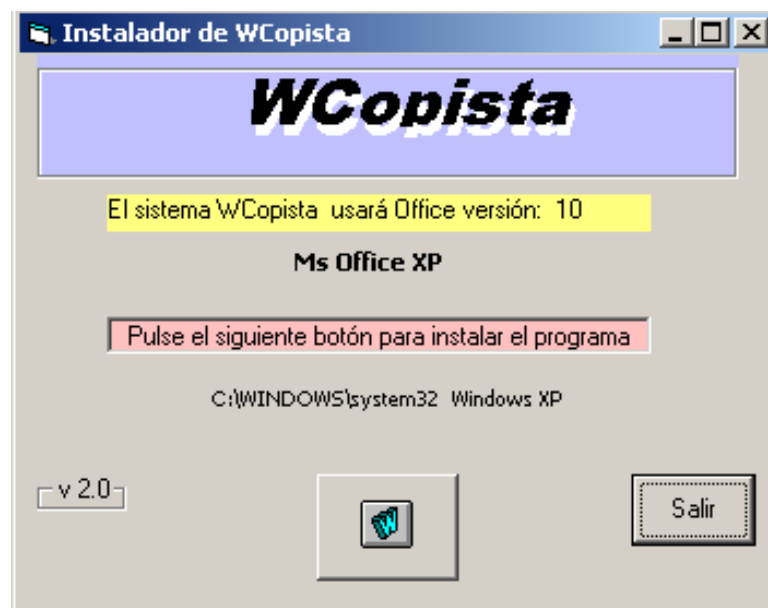 Instalador de WCopista
WCopista
El sistema WCopista usará Office versión: 10
Ms Office XP
Pulse el siguiente botón para instalar el programa
C:\WINDOWS\system32 Windows XP
v 2.0
W
Salir